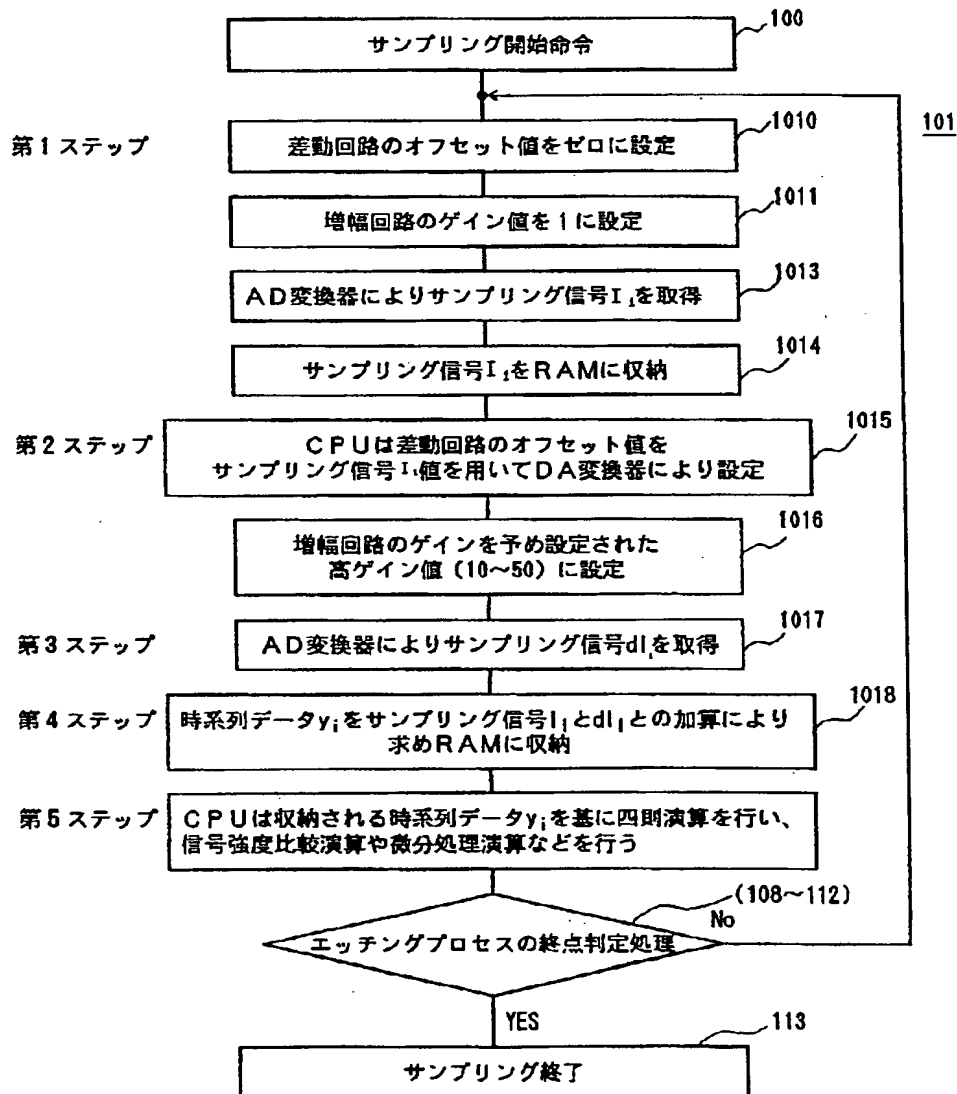 100
サンプリング開始命令
101
第1ステップ
1010
差動回路のオフセット値をゼロに設定
1011
増幅回路のゲイン値を1に設定
1013
AD変換器によりサンプリング信号Iiを取得
1014
サンプリング信号IiをRAMに収納
第2ステップ
1015
CPUは差動回路のオフセット値を
サンプリング信号Ii値を用いてDA変換器により設定
1016
増幅回路のゲインを予め設定された
高ゲイン値(10~50)に設定
第3ステップ
1017
AD変換器によりサンプリング信号dIiを取得
第4ステップ
1018
時系列データyiをサンプリング信号IiとdIiとの加算により
求めRAMに収納
第5ステップ
CPUは収納される時系列データyiを基に四則演算を行い、
信号強度比較演算や微分処理演算などを行う
(108~112)
No
エッチングプロセスの終点判定処理
YES
113
サンプリング終了